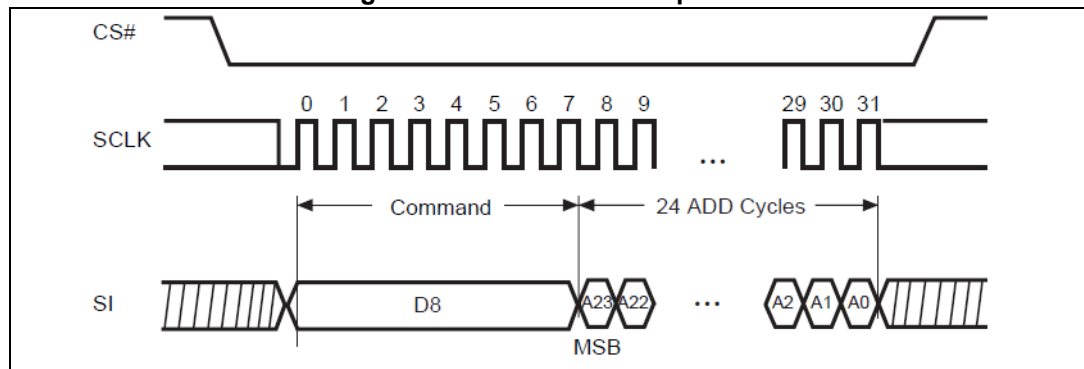 CS#
0 1 2 3 4 5 6 7 8 9 29 30 31
SCLK
...
Command 24 ADD Cycles
SI D8 A23 A22 ... A2 A1 A0
MSB